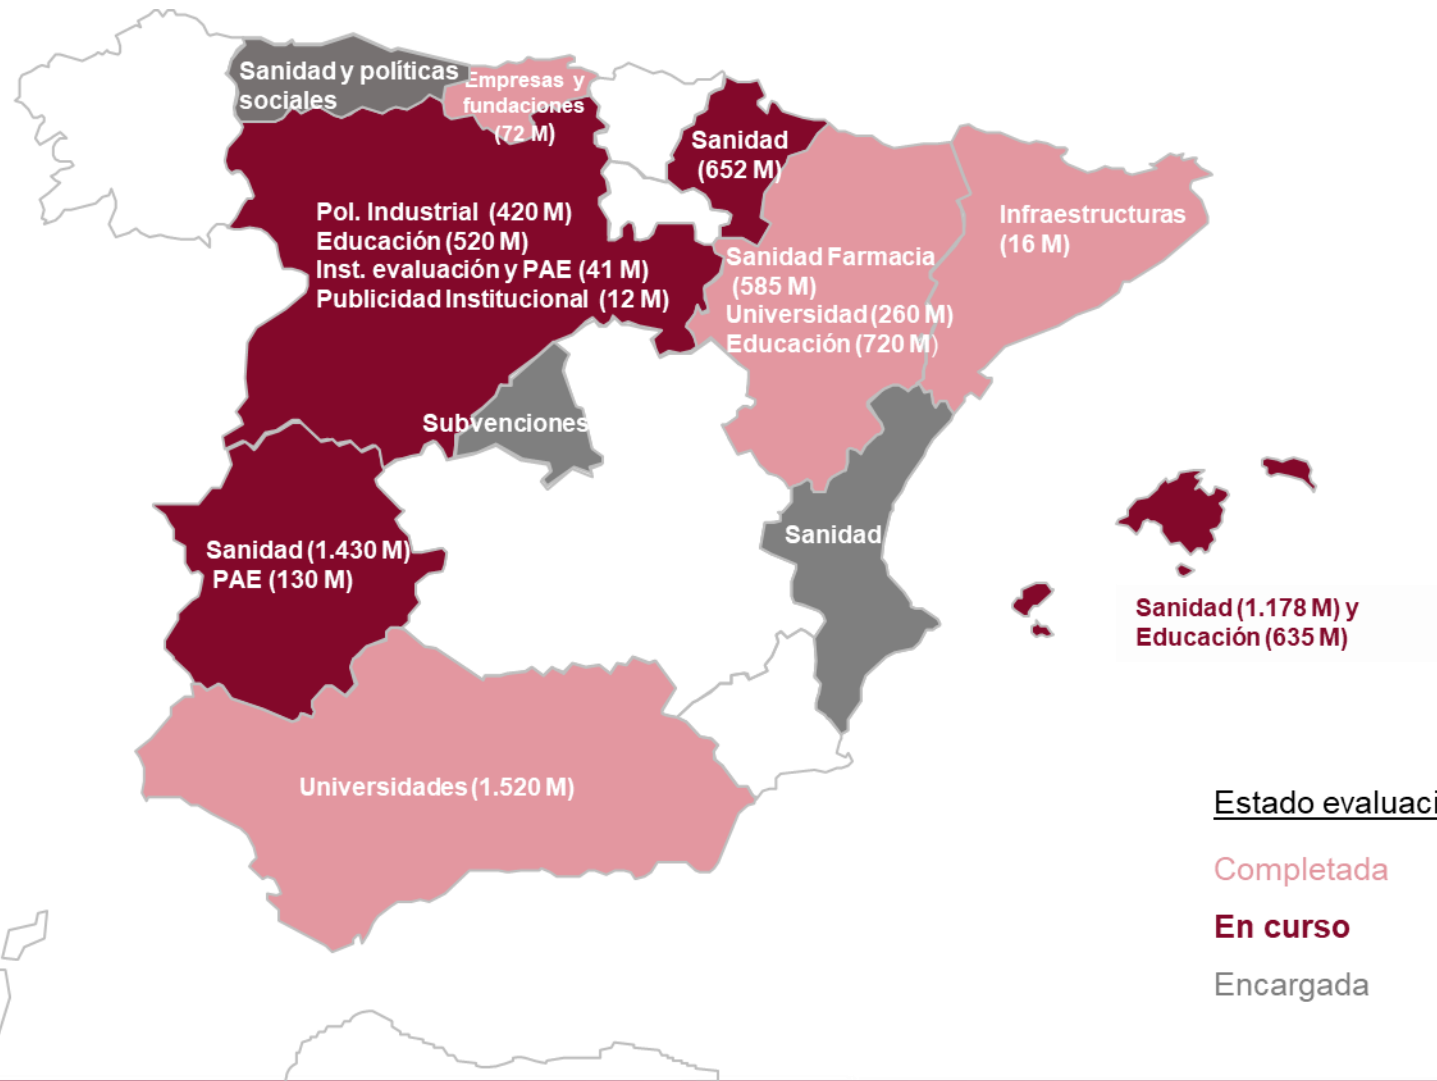 Sanidad y políticas
sociales
Empresas y
fundaciones
(72 M)
Sanidad
(652 M)
Pol. Industrial (420 M)
Educación (520 M)
Inst. evaluación y PAE (41 M)
Publicidad Institucional (12 M)
Sanidad Farmacia
(585 M)
Universidad (260 M)
Educación (720 M)
Infraestructuras
(16 M)
Subvenciones
Sanidad
Sanidad (1.430 M)
PAE (130 M)
Sanidad (1.178 M) y
Educación (635 M)
Universidades (1.520 M)
Estado evaluaci
Completada
En curso
Encargada